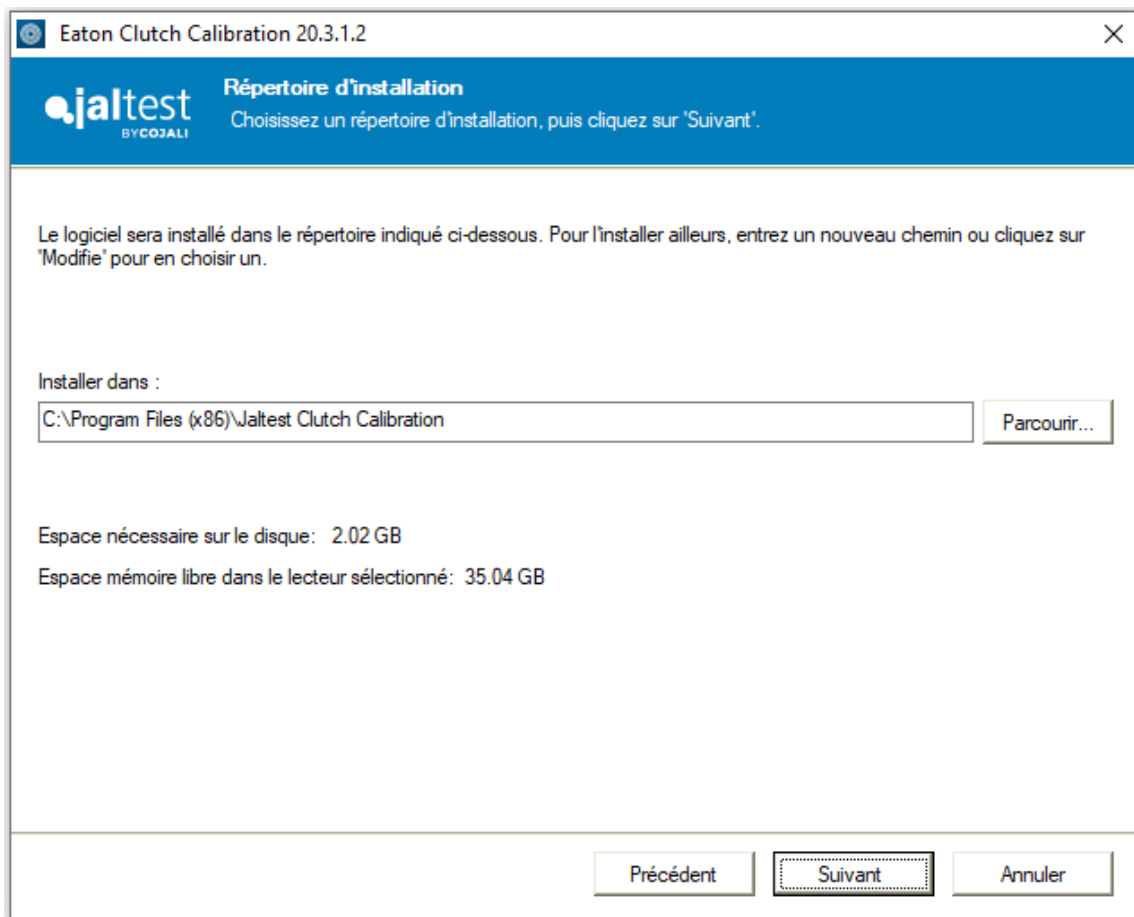 Eaton Clutch Calibration 20.3.1.2
jaltest
BY COJALI
Répertoire d'installation
Choisissez un répertoire d'installation, puis cliquez sur 'Suivant'.
Le logiciel sera installé dans le répertoire indiqué ci-dessous. Pour l'installer ailleurs, entrez un nouveau chemin ou cliquez sur
'Modifie' pour en choisir un.
Installer dans :
C:\Program Files (x86)\Jaltest Clutch Calibration
Parcourir...
Espace nécessaire sur le disque: 2.02 GB
Espace mémoire libre dans le lecteur sélectionné: 35.04 GB
Précédent
Suivant
Annuler